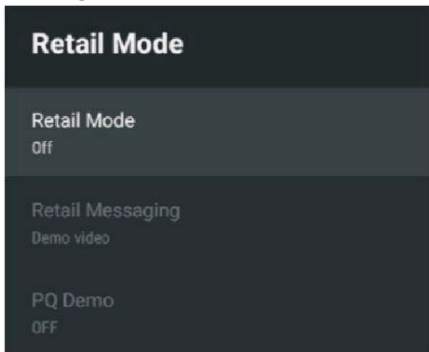 Retail Mode
Retail Mode
Off
Retail Messaging
Demo video
PQ Demo
OFF